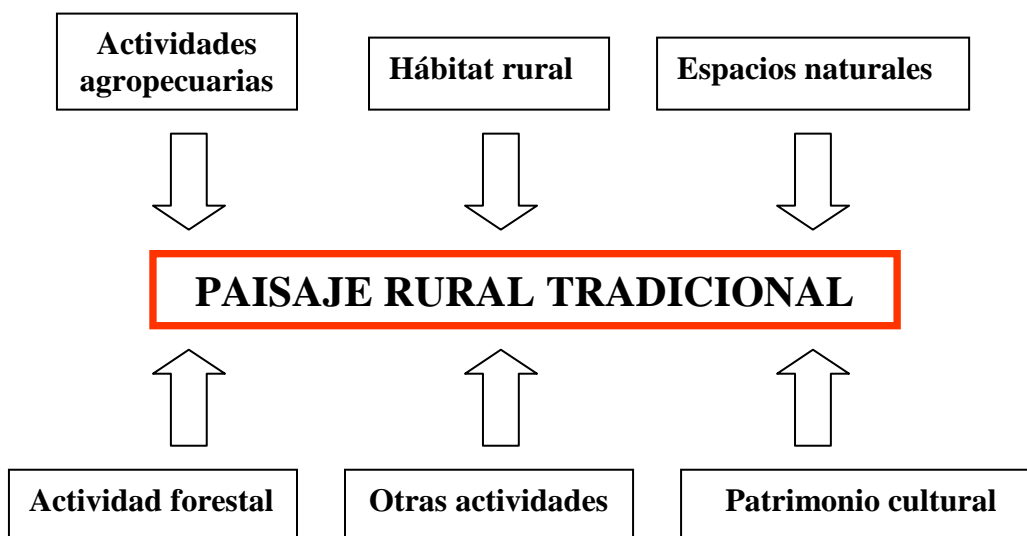 Actividades
agropecuarias
Hábitat rural
Espacios naturales
PAISAJE RURAL TRADICIONAL
Actividad forestal
Otras actividades
Patrimonio cultural